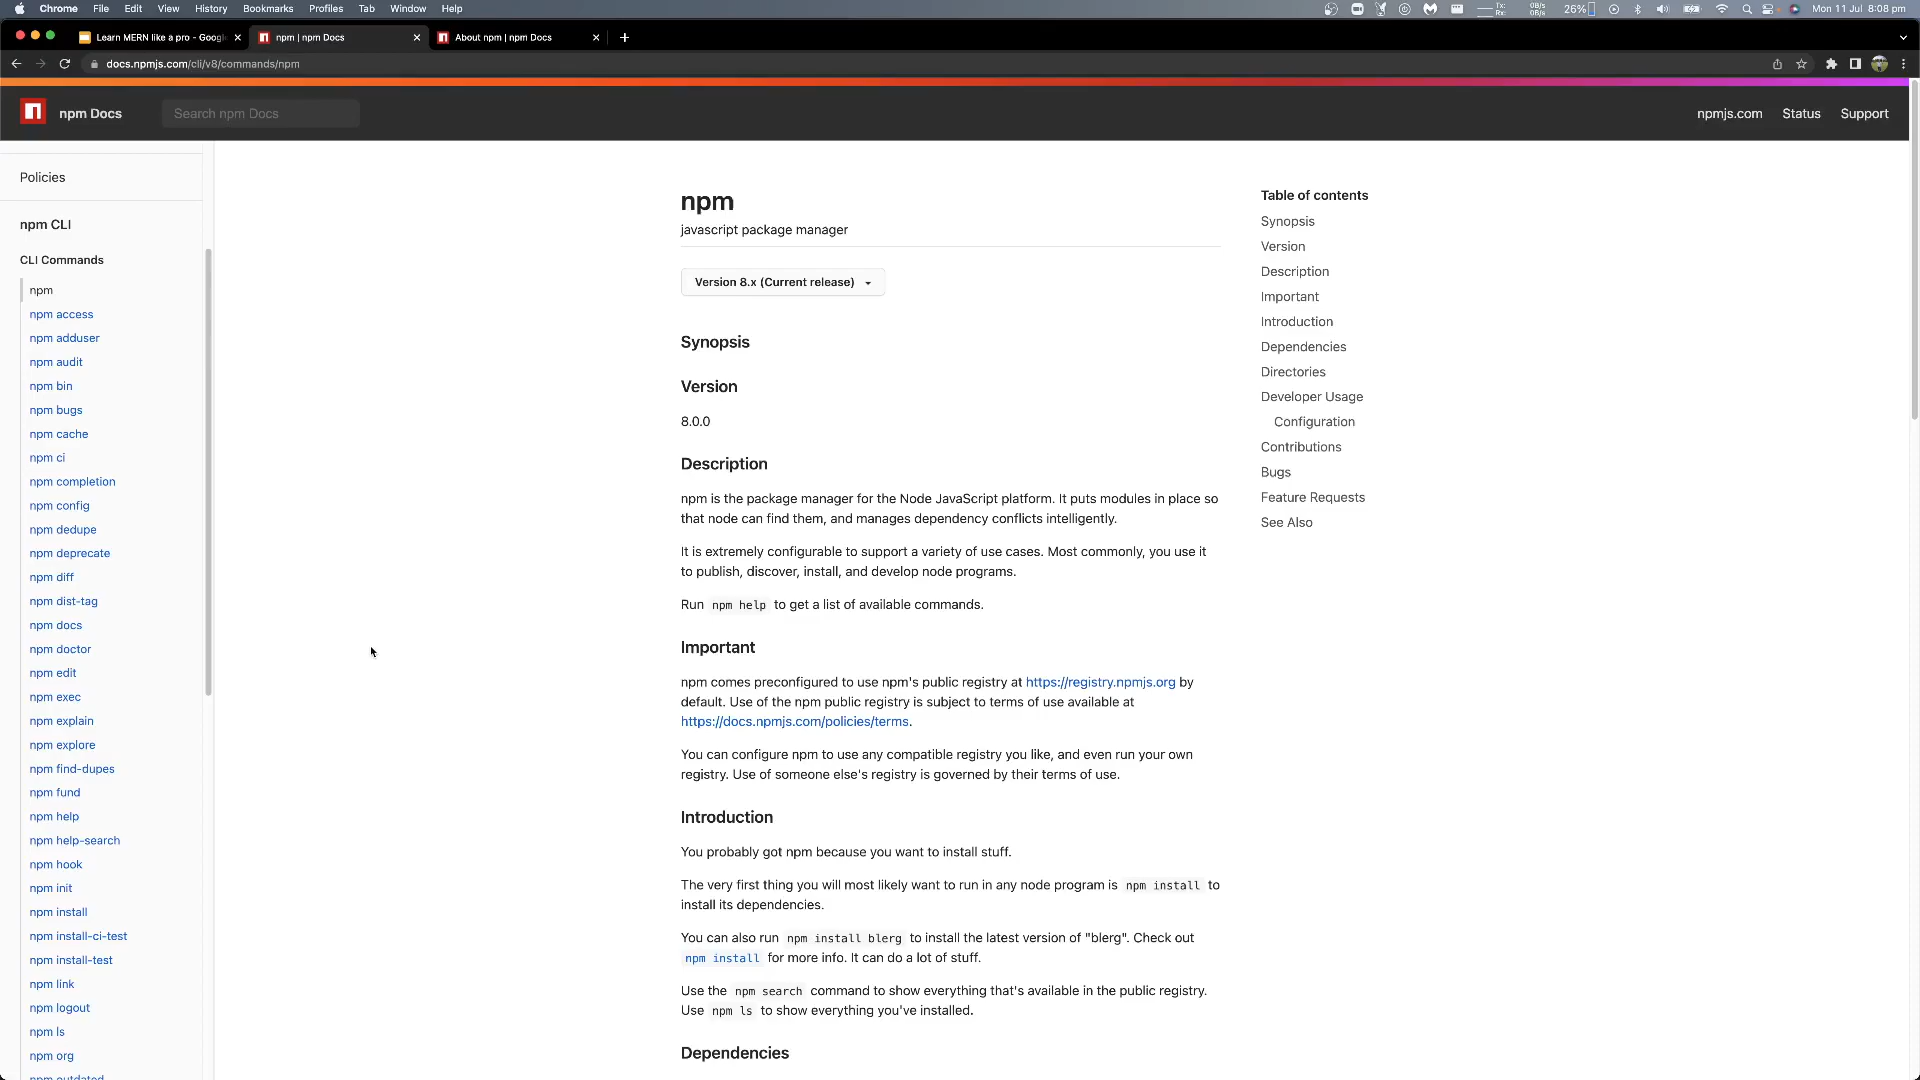 Chrome File Edit View History Bookmarks Profiles Tab Window Help
Tx: Rx: 0B/s 0B/s 26% Mon 11 Jul 8:08 pm
Learn MERN like a pro - Googl
npm | npm Docs
About npm | npm Docs
docs.npmjs.com/cli/v8/commands/npm
npm Docs
Search npm Docs
npmjs.com Status Support
Policies
npm CLI
CLI Commands
npm
npm access
npm adduser
npm audit
npm bin
npm bugs
npm cache
npm ci
npm completion
npm config
npm dedupe
npm deprecate
npm diff
npm dist-tag
npm docs
npm doctor
npm edit
npm exec
npm explain
npm explore
npm find-dupes
npm fund
npm help
npm help-search
npm hook
npm init
npm install
npm install-ci-test
npm install-test
npm link
npm logout
npm ls
npm org
npm outdated
npm
javascript package manager
Version 8.x (Current release)
Synopsis
Version
8.0.0
Description
npm is the package manager for the Node JavaScript platform. It puts modules in place so
that node can find them, and manages dependency conflicts intelligently.
It is extremely configurable to support a variety of use cases. Most commonly, you use it
to publish, discover, install, and develop node programs.
Run npm help to get a list of available commands.
Important
npm comes preconfigured to use npm's public registry at https://registry.npmjs.org by
default. Use of the npm public registry is subject to terms of use available at
https://docs.npmjs.com/policies/terms.
You can configure npm to use any compatible registry you like, and even run your own
registry. Use of someone else's registry is governed by their terms of use.
Introduction
You probably got npm because you want to install stuff.
The very first thing you will most likely want to run in any node program is npm install to
install its dependencies.
You can also run npm install blerg to install the latest version of "blerg". Check out
npm install for more info. It can do a lot of stuff.
Use the npm search command to show everything that's available in the public registry.
Use npm ls to show everything you've installed.
Dependencies
Table of contents
Synopsis
Version
Description
Important
Introduction
Dependencies
Directories
Developer Usage
Configuration
Contributions
Bugs
Feature Requests
See Also